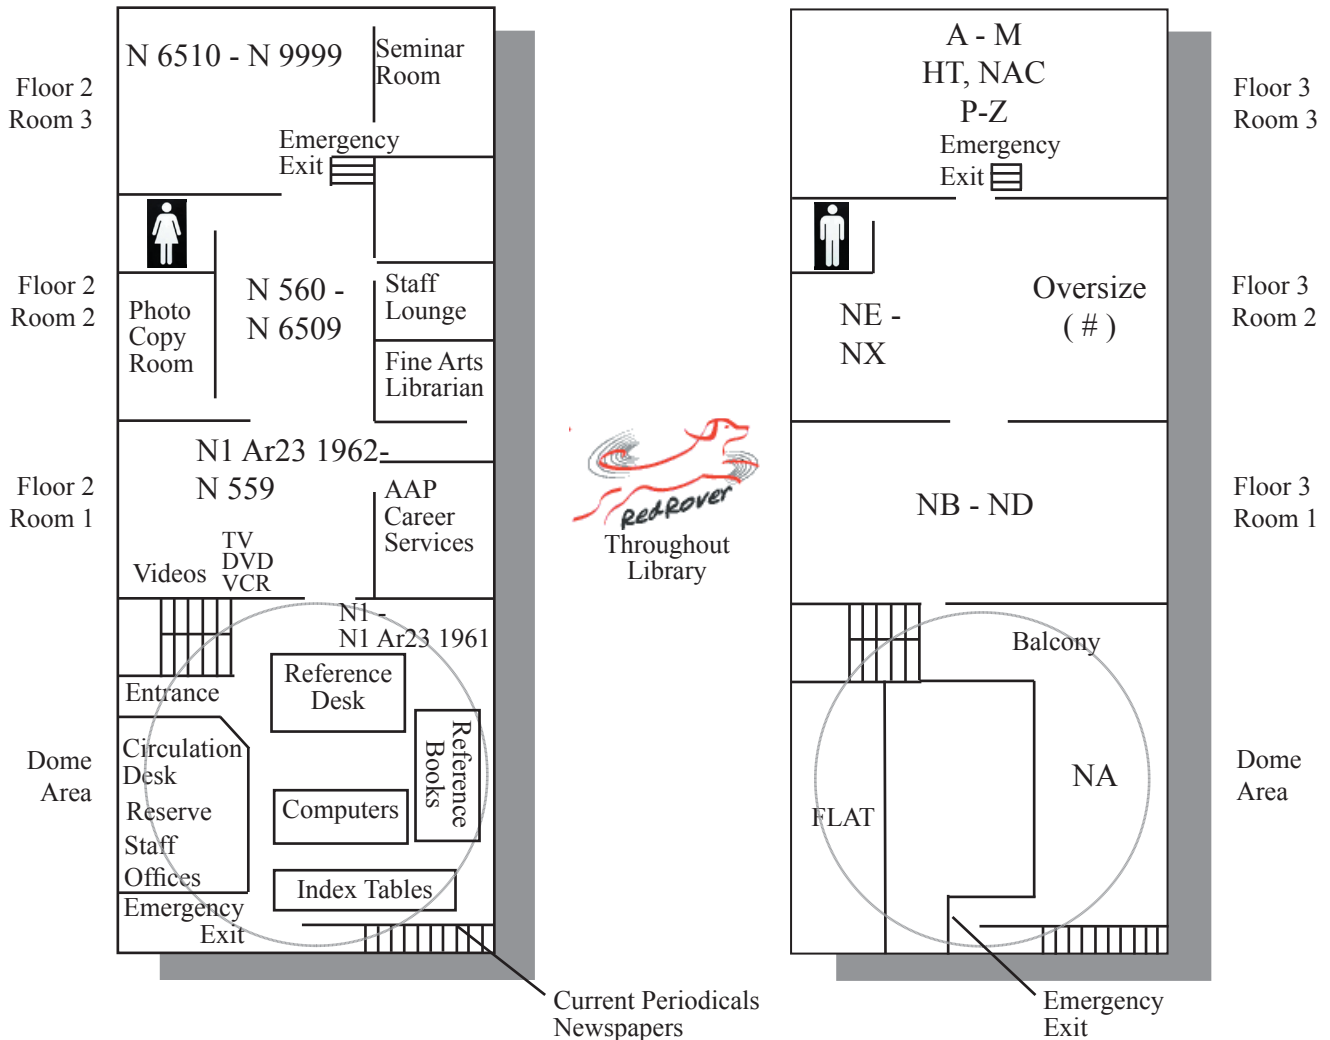 Floor 2
Room 3
N 6510 - N 9999
Seminar
Room
Emergency
Exit
Floor 2
Room 2
Photo
Copy
Room
N 560 -
N 6509
Staff
Lounge
Fine Arts
Librarian
Floor 2
Room 1
N1 Ar23 1962-
N 559
AAP
Career
Services
Videos
TV
DVD
VCR
N1 -
N1 Ar23 1961
Entrance
Reference
Desk
Reference
Books
Dome
Area
Circulation
Desk
Reserve
Staff
Offices
Computers
Index Tables
Emergency
Exit
Current Periodicals
Newspapers
RedRover
Throughout
Library
A - M
HT, NAC
P-Z
Emergency
Exit
Floor 3
Room 3
NE -
NX
Oversize
( # )
Floor 3
Room 2
NB - ND
Floor 3
Room 1
Balcony
NA
FLAT
Dome
Area
Emergency
Exit